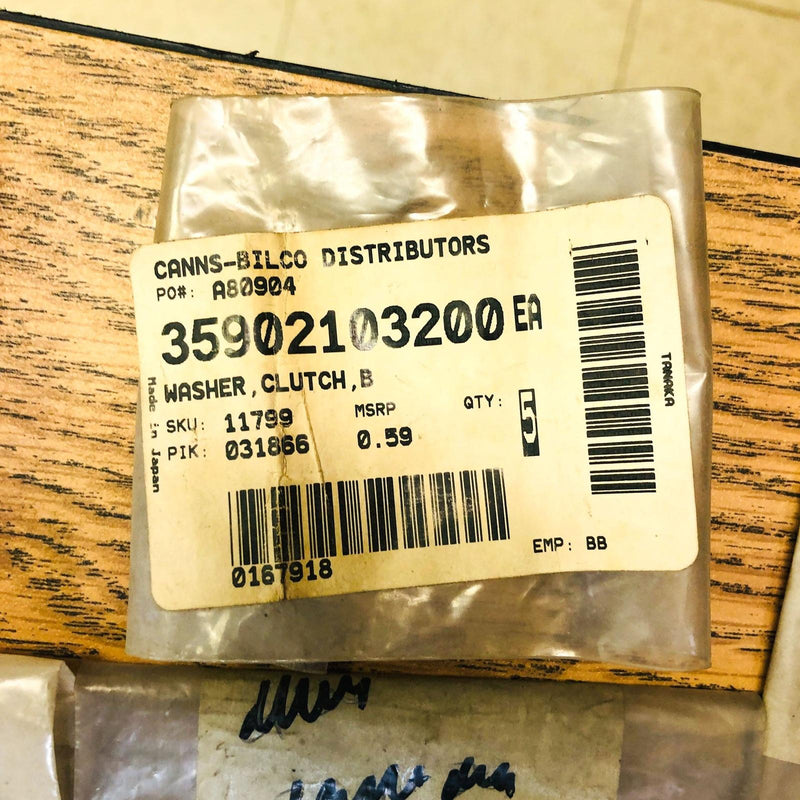 CANNS-BILCO DISTRIBUTORS
PO#: A80904
35902103200 EA
WASHER,CLUTCH,B
SKU: 11799
MSRP
QTY: 5
PIK: 031866
0.59
0167918
EMP: BB
Made in Japan
TANAKA